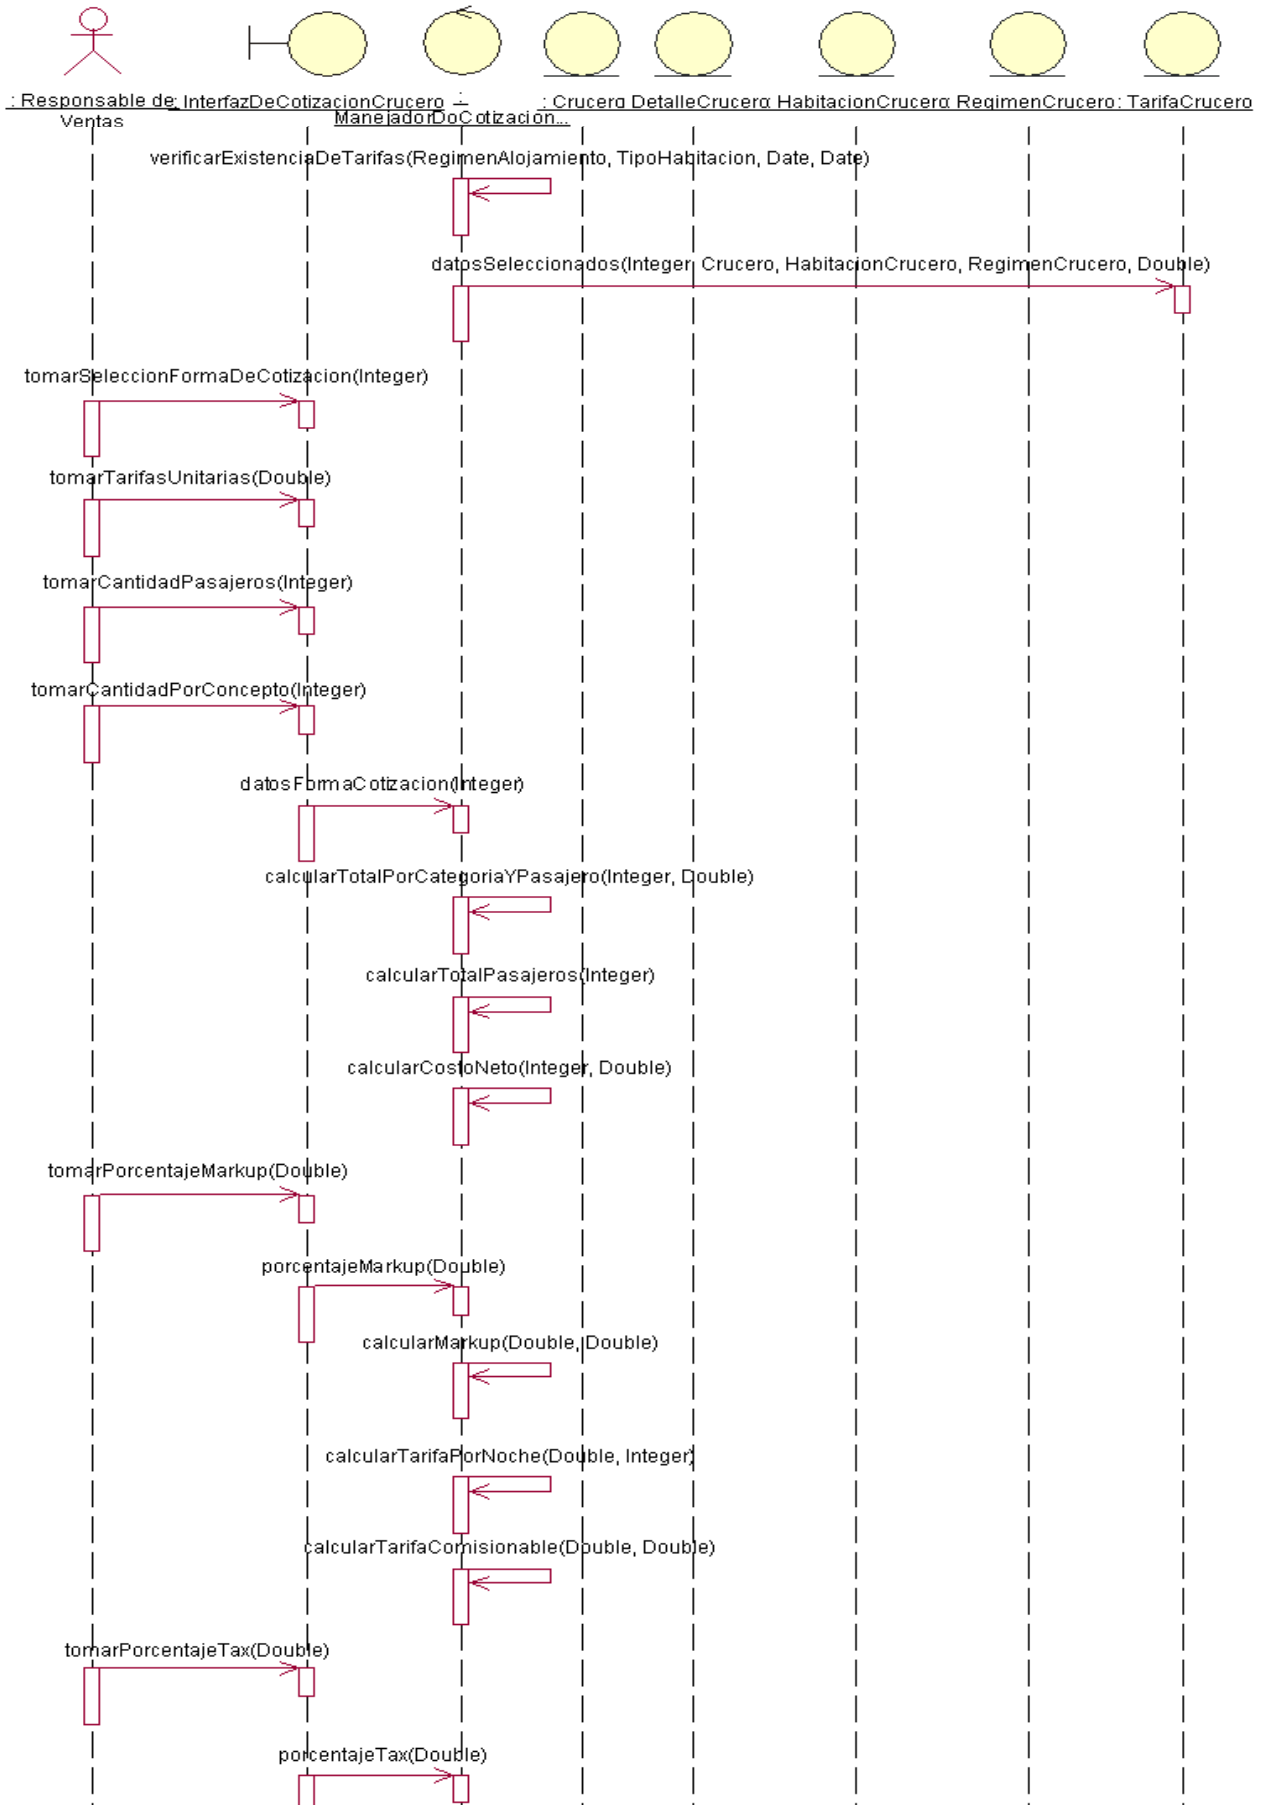 : Responsable de
Ventas
: InterfazDeCotizacionCrucero
:
ManejadorDeCotizacion...
: Crucero
DetalleCrucero
: HabitacionCrucero
: RegimenCrucero
: TarifaCrucero
verificarExistenciaDeTarifas(RegimenAlojamiento, TipoHabitacion, Date, Date)
datosSeleccionados(Integer, Crucero, HabitacionCrucero, RegimenCrucero, Double)
tomarSeleccionFormaDeCotizacion(Integer)
tomarTarifasUnitarias(Double)
tomarCantidadPasajeros(Integer)
tomarCantidadPorConcepto(Integer)
datosFormaCotizacion(Integer)
calcularTotalPorCategoriaYPasajero(Integer, Double)
calcularTotalPasajeros(Integer)
calcularCostoNeto(Integer, Double)
tomarPorcentajeMarkup(Double)
porcentajeMarkup(Double)
calcularMarkup(Double, Double)
calcularTarifaPorNoche(Double, Integer)
calcularTarifaComisionable(Double, Double)
tomarPorcentajeTax(Double)
porcentajeTax(Double)